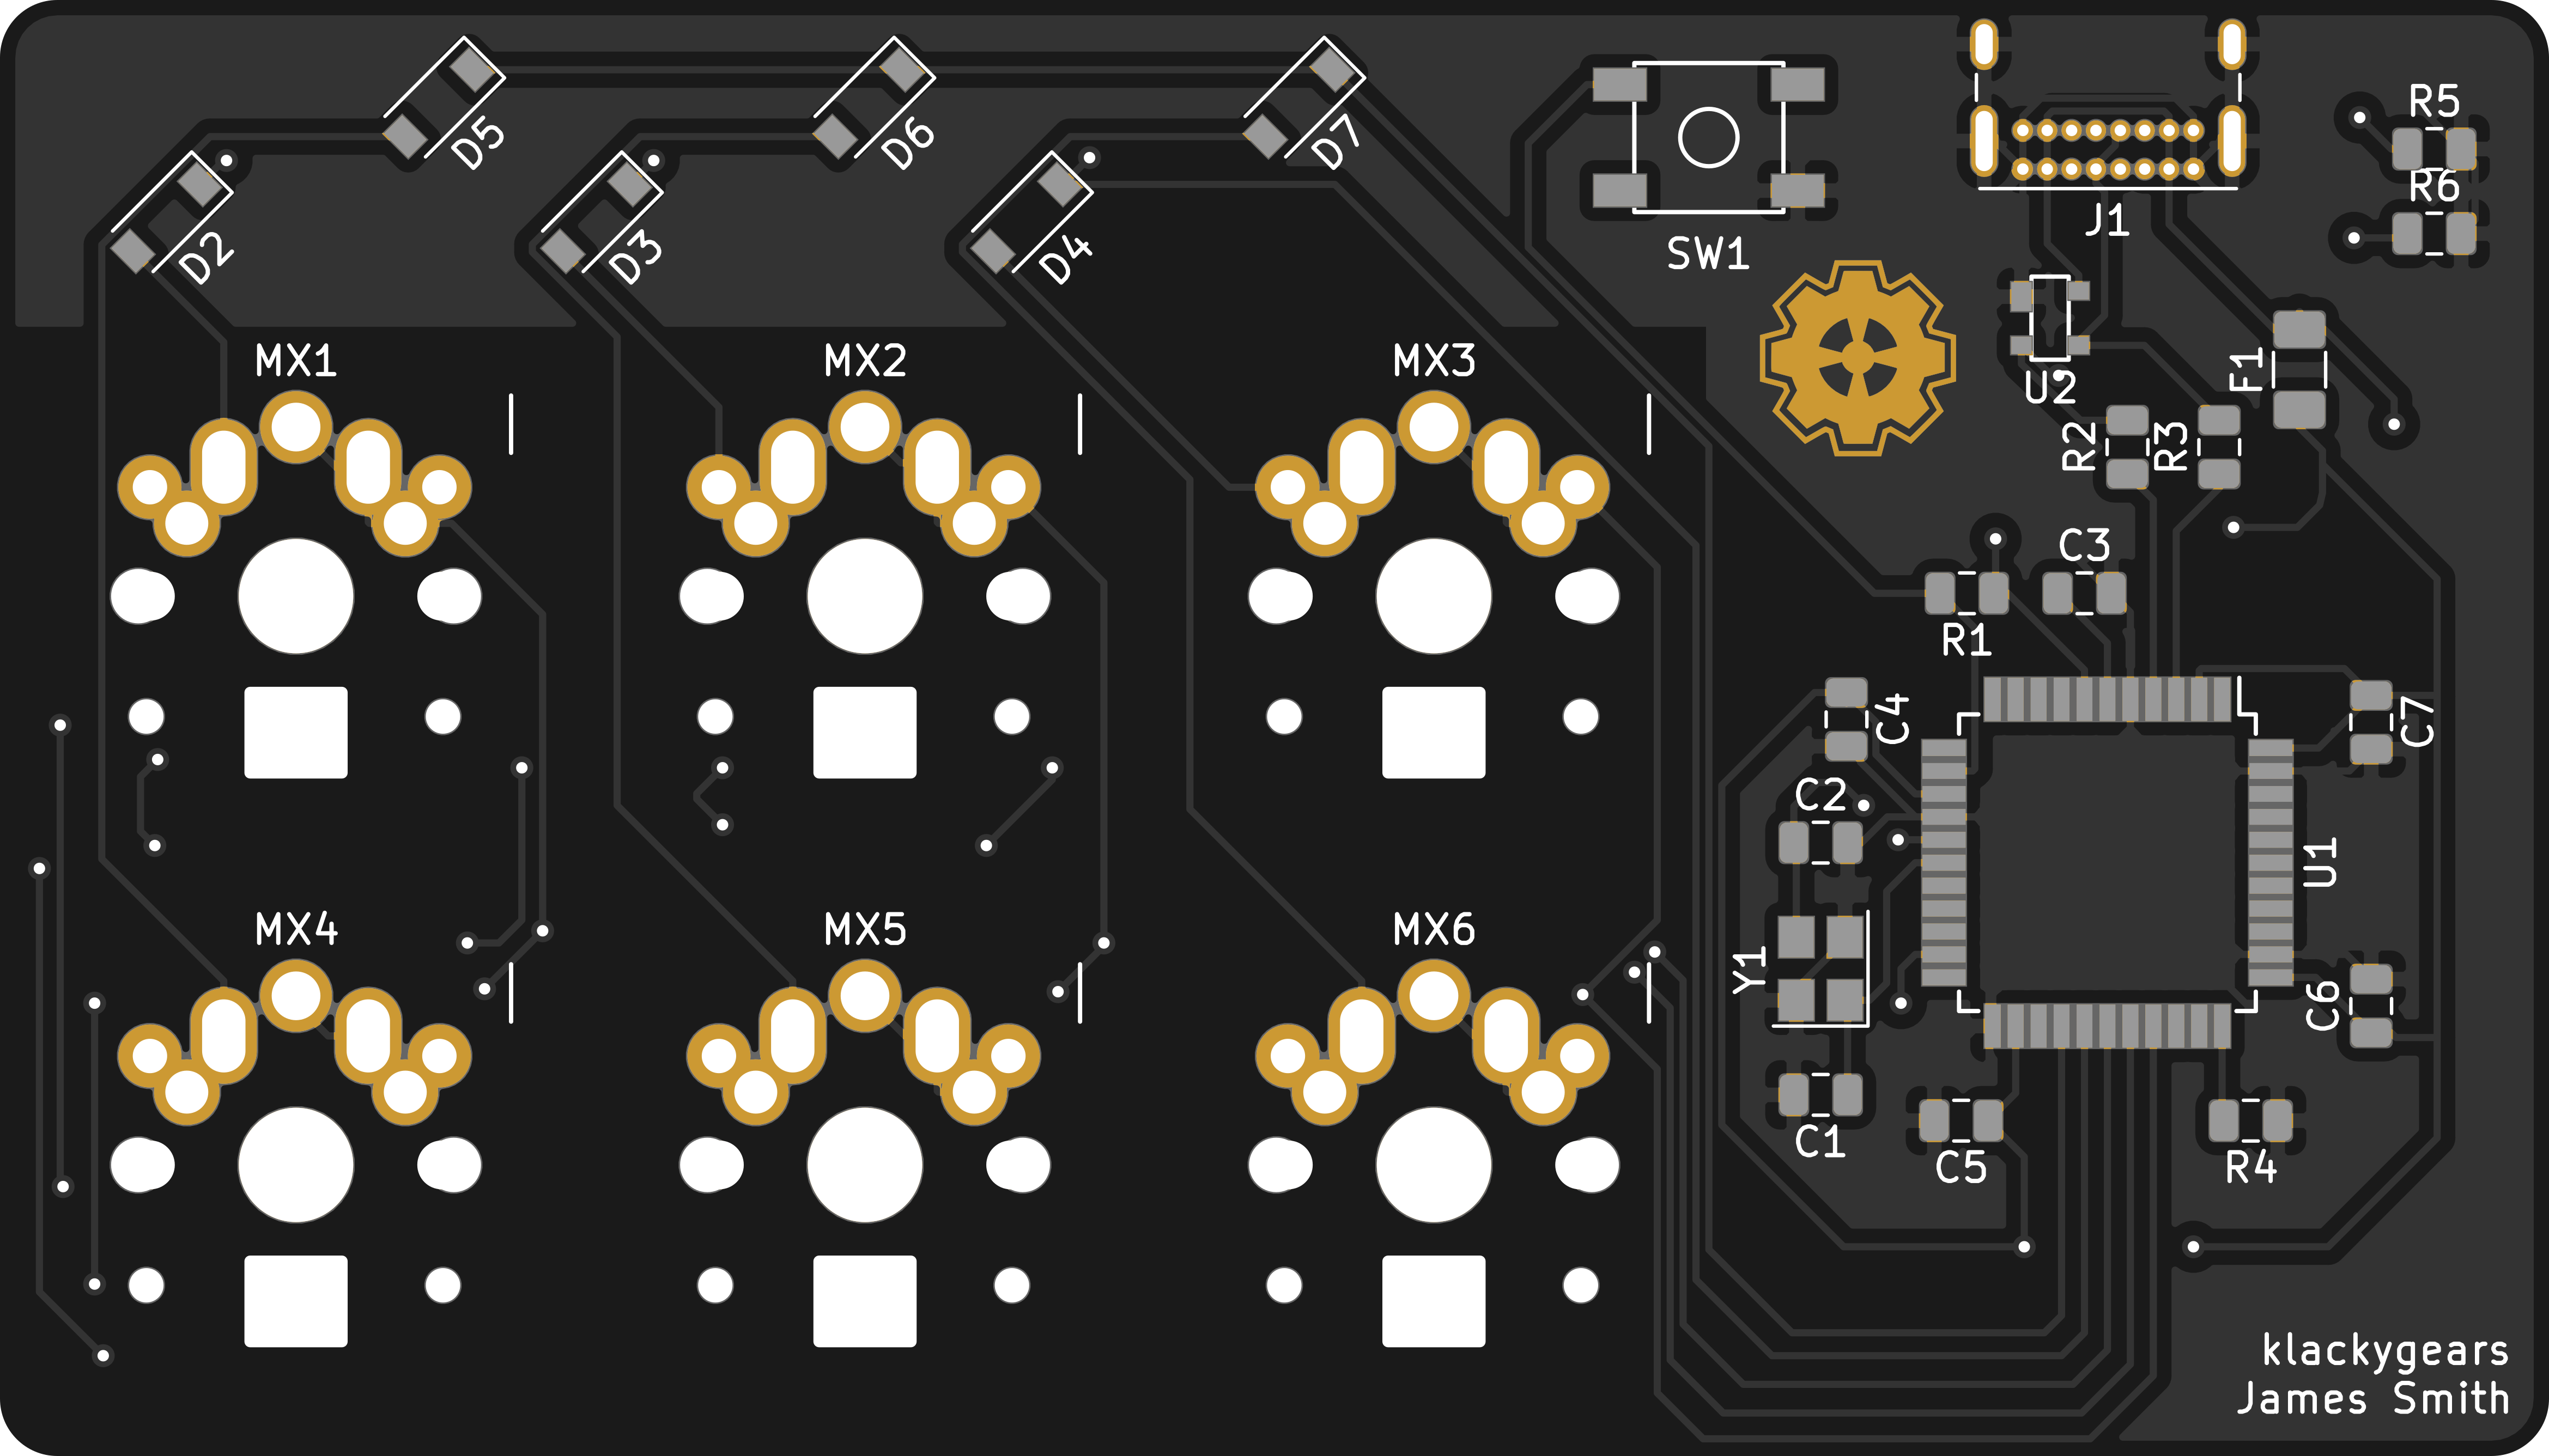 D5
D6
D7
R5
R6
J1
D2
D3
D4
SW1
MX1
MX2
MX3
U2
F1
R2
R3
C3
R1
C4
C7
C2
U1
MX4
MX5
MX6
Y1
C6
C1
C5
R4
klackygears
James Smith